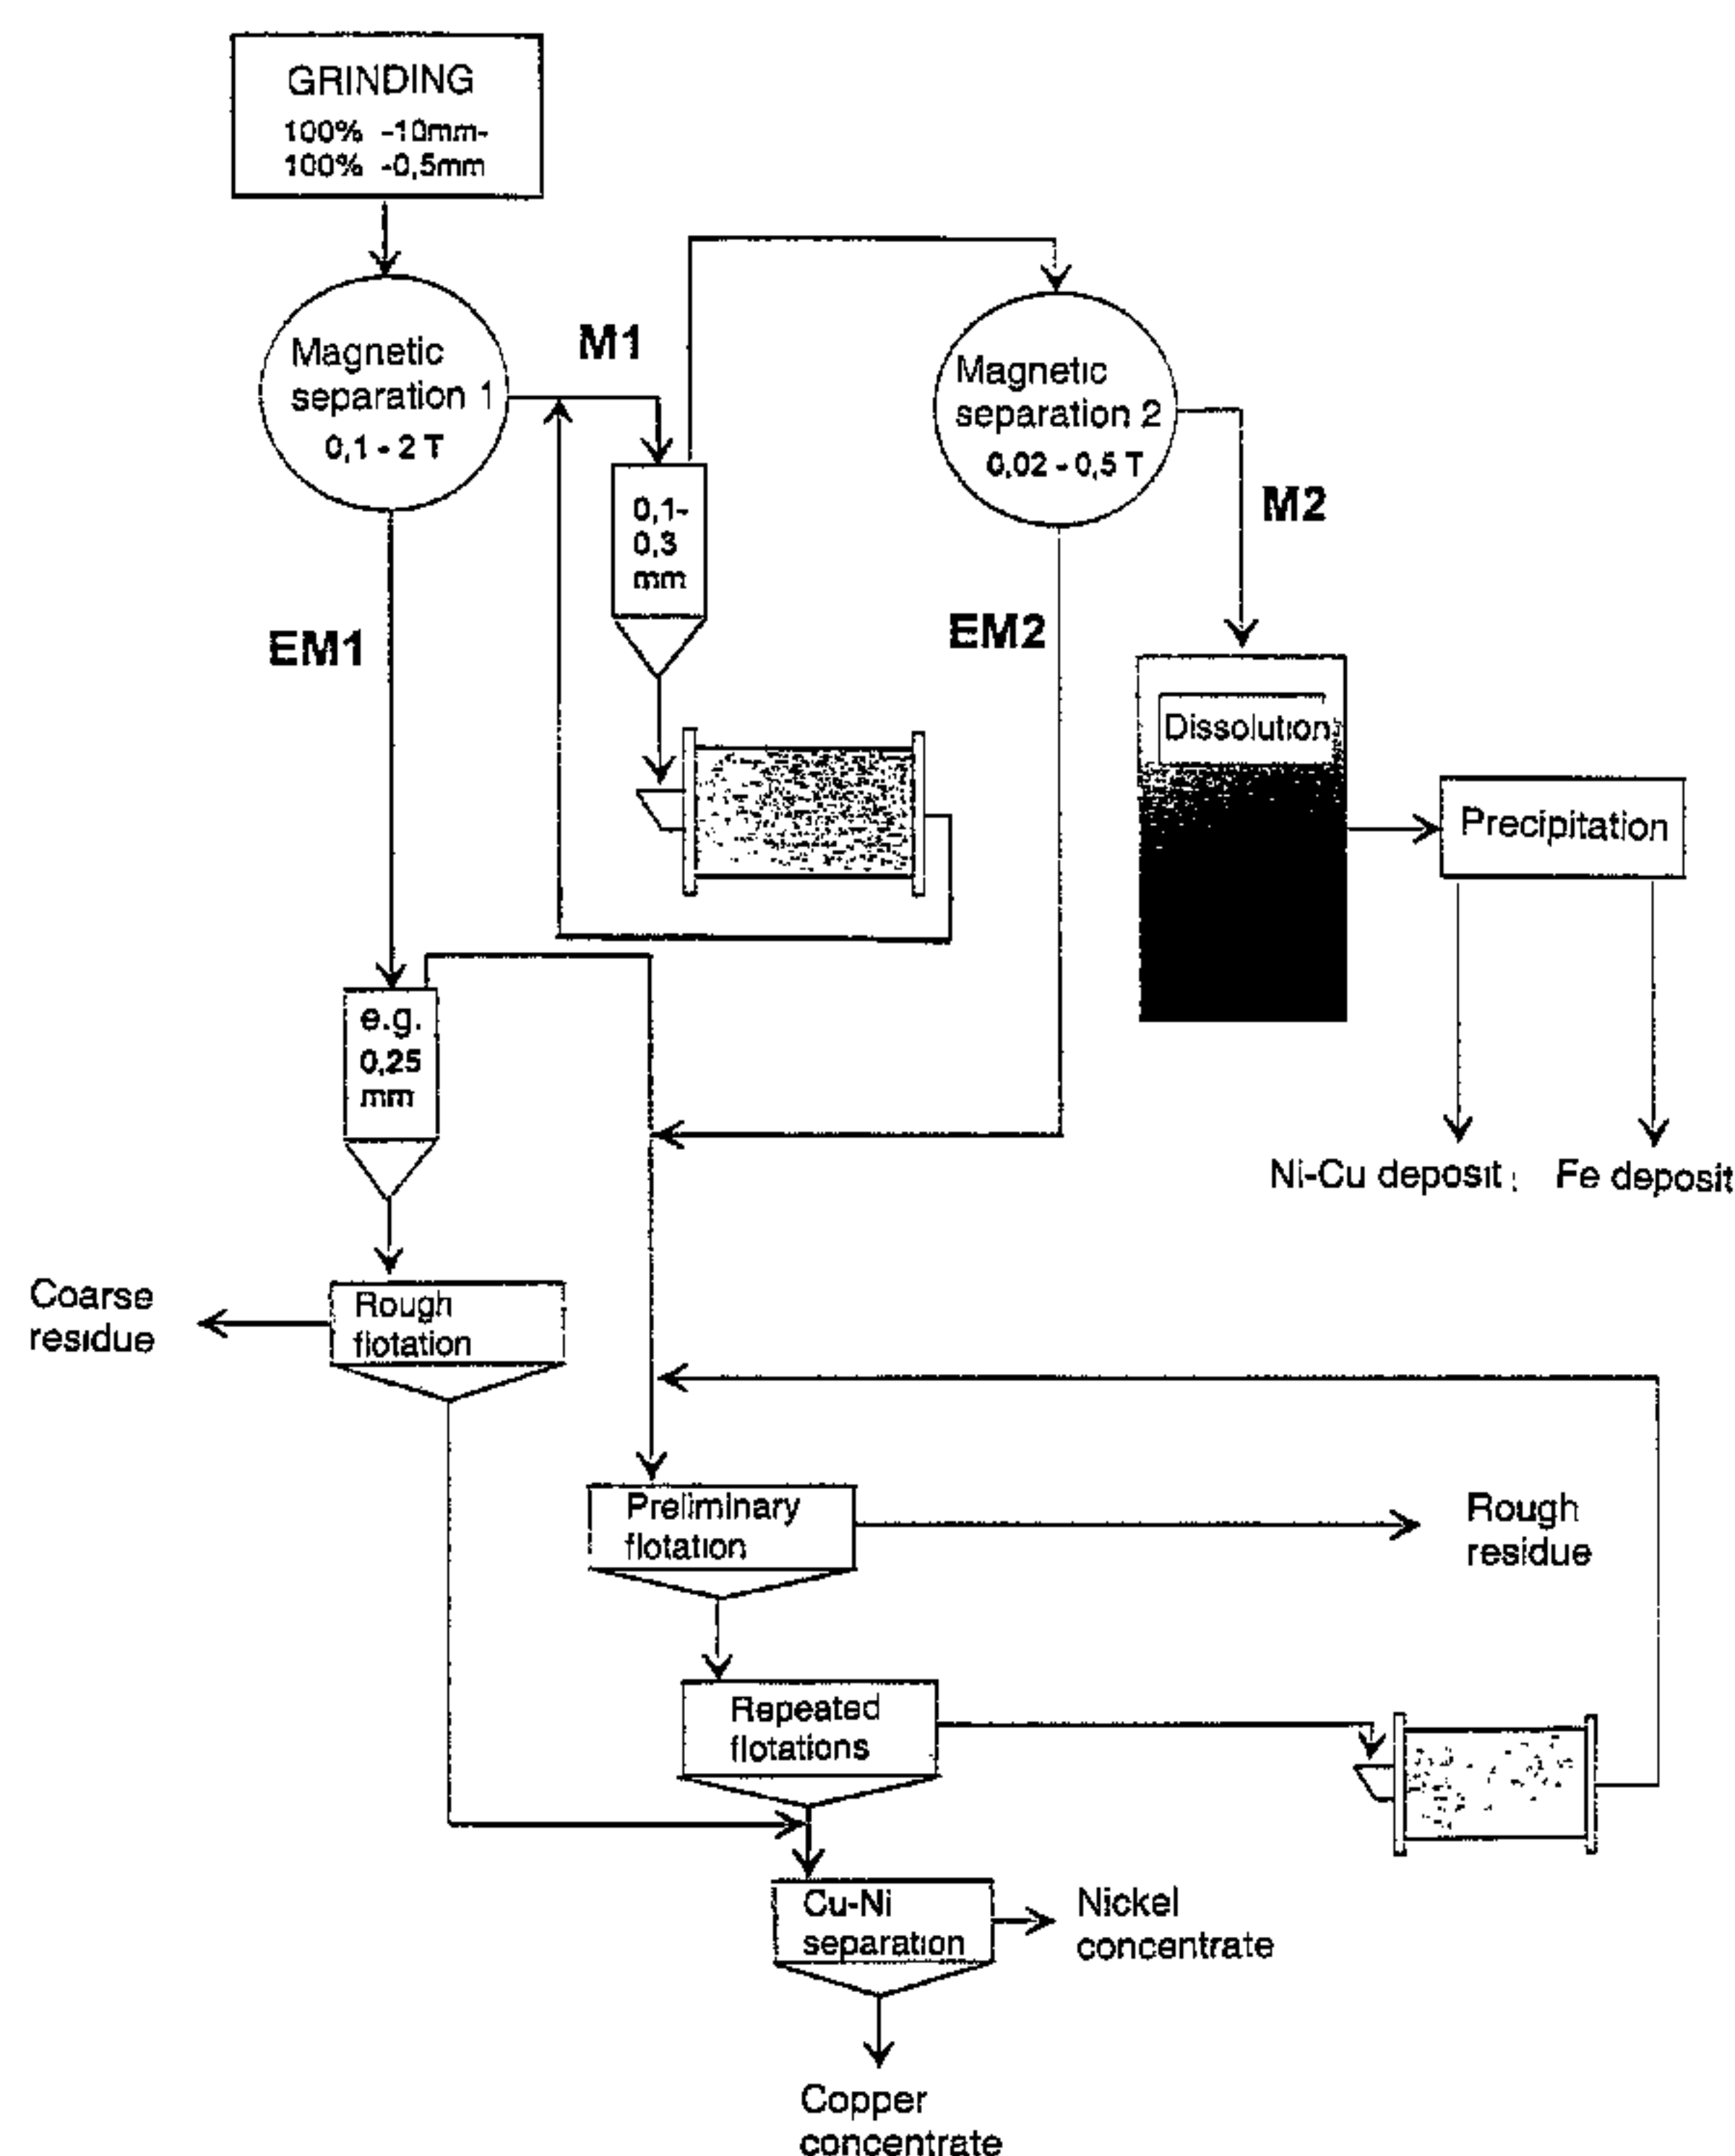 GRINDING
100% -10mm-
100% -0,5mm
Magnetic
separation 1
0,1 - 2 T
M1
Magnetic
separation 2
0,02 - 0,5 T
M2
0,1-
0,3
mm
EM1
EM2
Dissolution
Precipitation
e.g.
0,25
mm
Ni-Cu deposit
Fe deposit
Coarse
residue
Rough
flotation
Preliminary
flotation
Rough
residue
Repeated
flotations
Cu-Ni
separation
Nickel
concentrate
Copper
concentrate